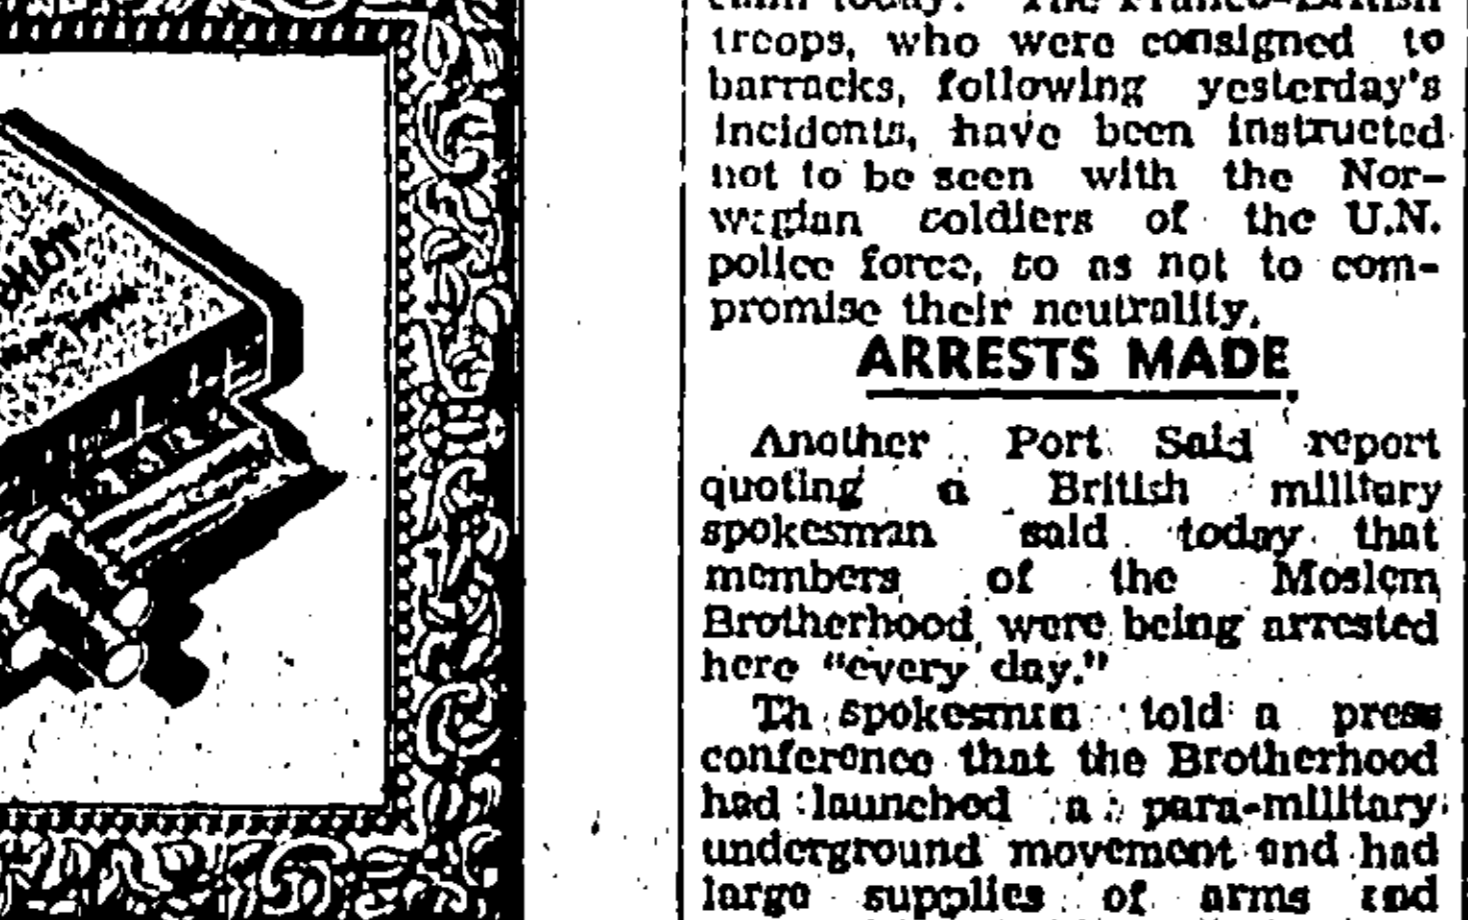 today. The Franco-British
troops, who were consigned to
barracks, following yesterday's
incidents, have been instructed
not to be seen with the Nor-
wegian soldiers of the U.N.
police force, so as not to com-
promise their neutrality.
ARRESTS MADE
Another Port Said report
quoting a British military
spokesman said today that
members of the Moslem
Brotherhood were being arrested
here "every day."
Th spokesman told a press
conference that the Brotherhood
had launched a para-military
underground movement and had
large supplies of arms and